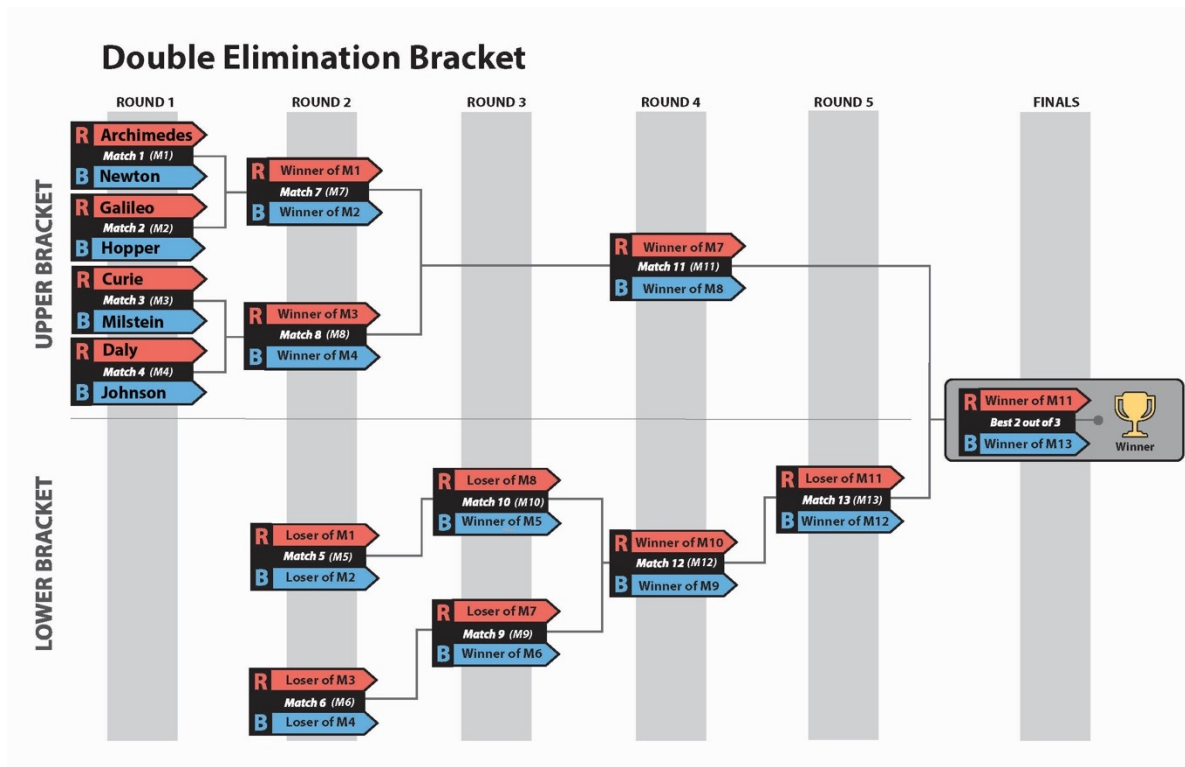 Double Elimination Bracket
ROUND 1
ROUND 2
ROUND 3
ROUND 4
ROUND 5
FINALS
UPPER BRACKET
R Archimedes
Match 1 (M1)
B Newton
R Galileo
Match 2 (M2)
B Hopper
R Curie
Match 3 (M3)
B Milstein
R Daly
Match 4 (M4)
B Johnson
R Winner of M1
Match 7 (M7)
B Winner of M2
R Winner of M3
Match 8 (M8)
B Winner of M4
R Winner of M7
Match 11 (M11)
B Winner of M8
R Winner of M11
Best 2 out of 3
B Winner of M13
Winner
LOWER BRACKET
R Loser of M1
Match 5 (M5)
B Loser of M2
R Loser of M3
Match 6 (M6)
B Loser of M4
R Loser of M8
Match 10 (M10)
B Winner of M5
R Loser of M7
Match 9 (M9)
B Winner of M6
R Winner of M10
Match 12 (M12)
B Winner of M9
R Loser of M11
Match 13 (M13)
B Winner of M12